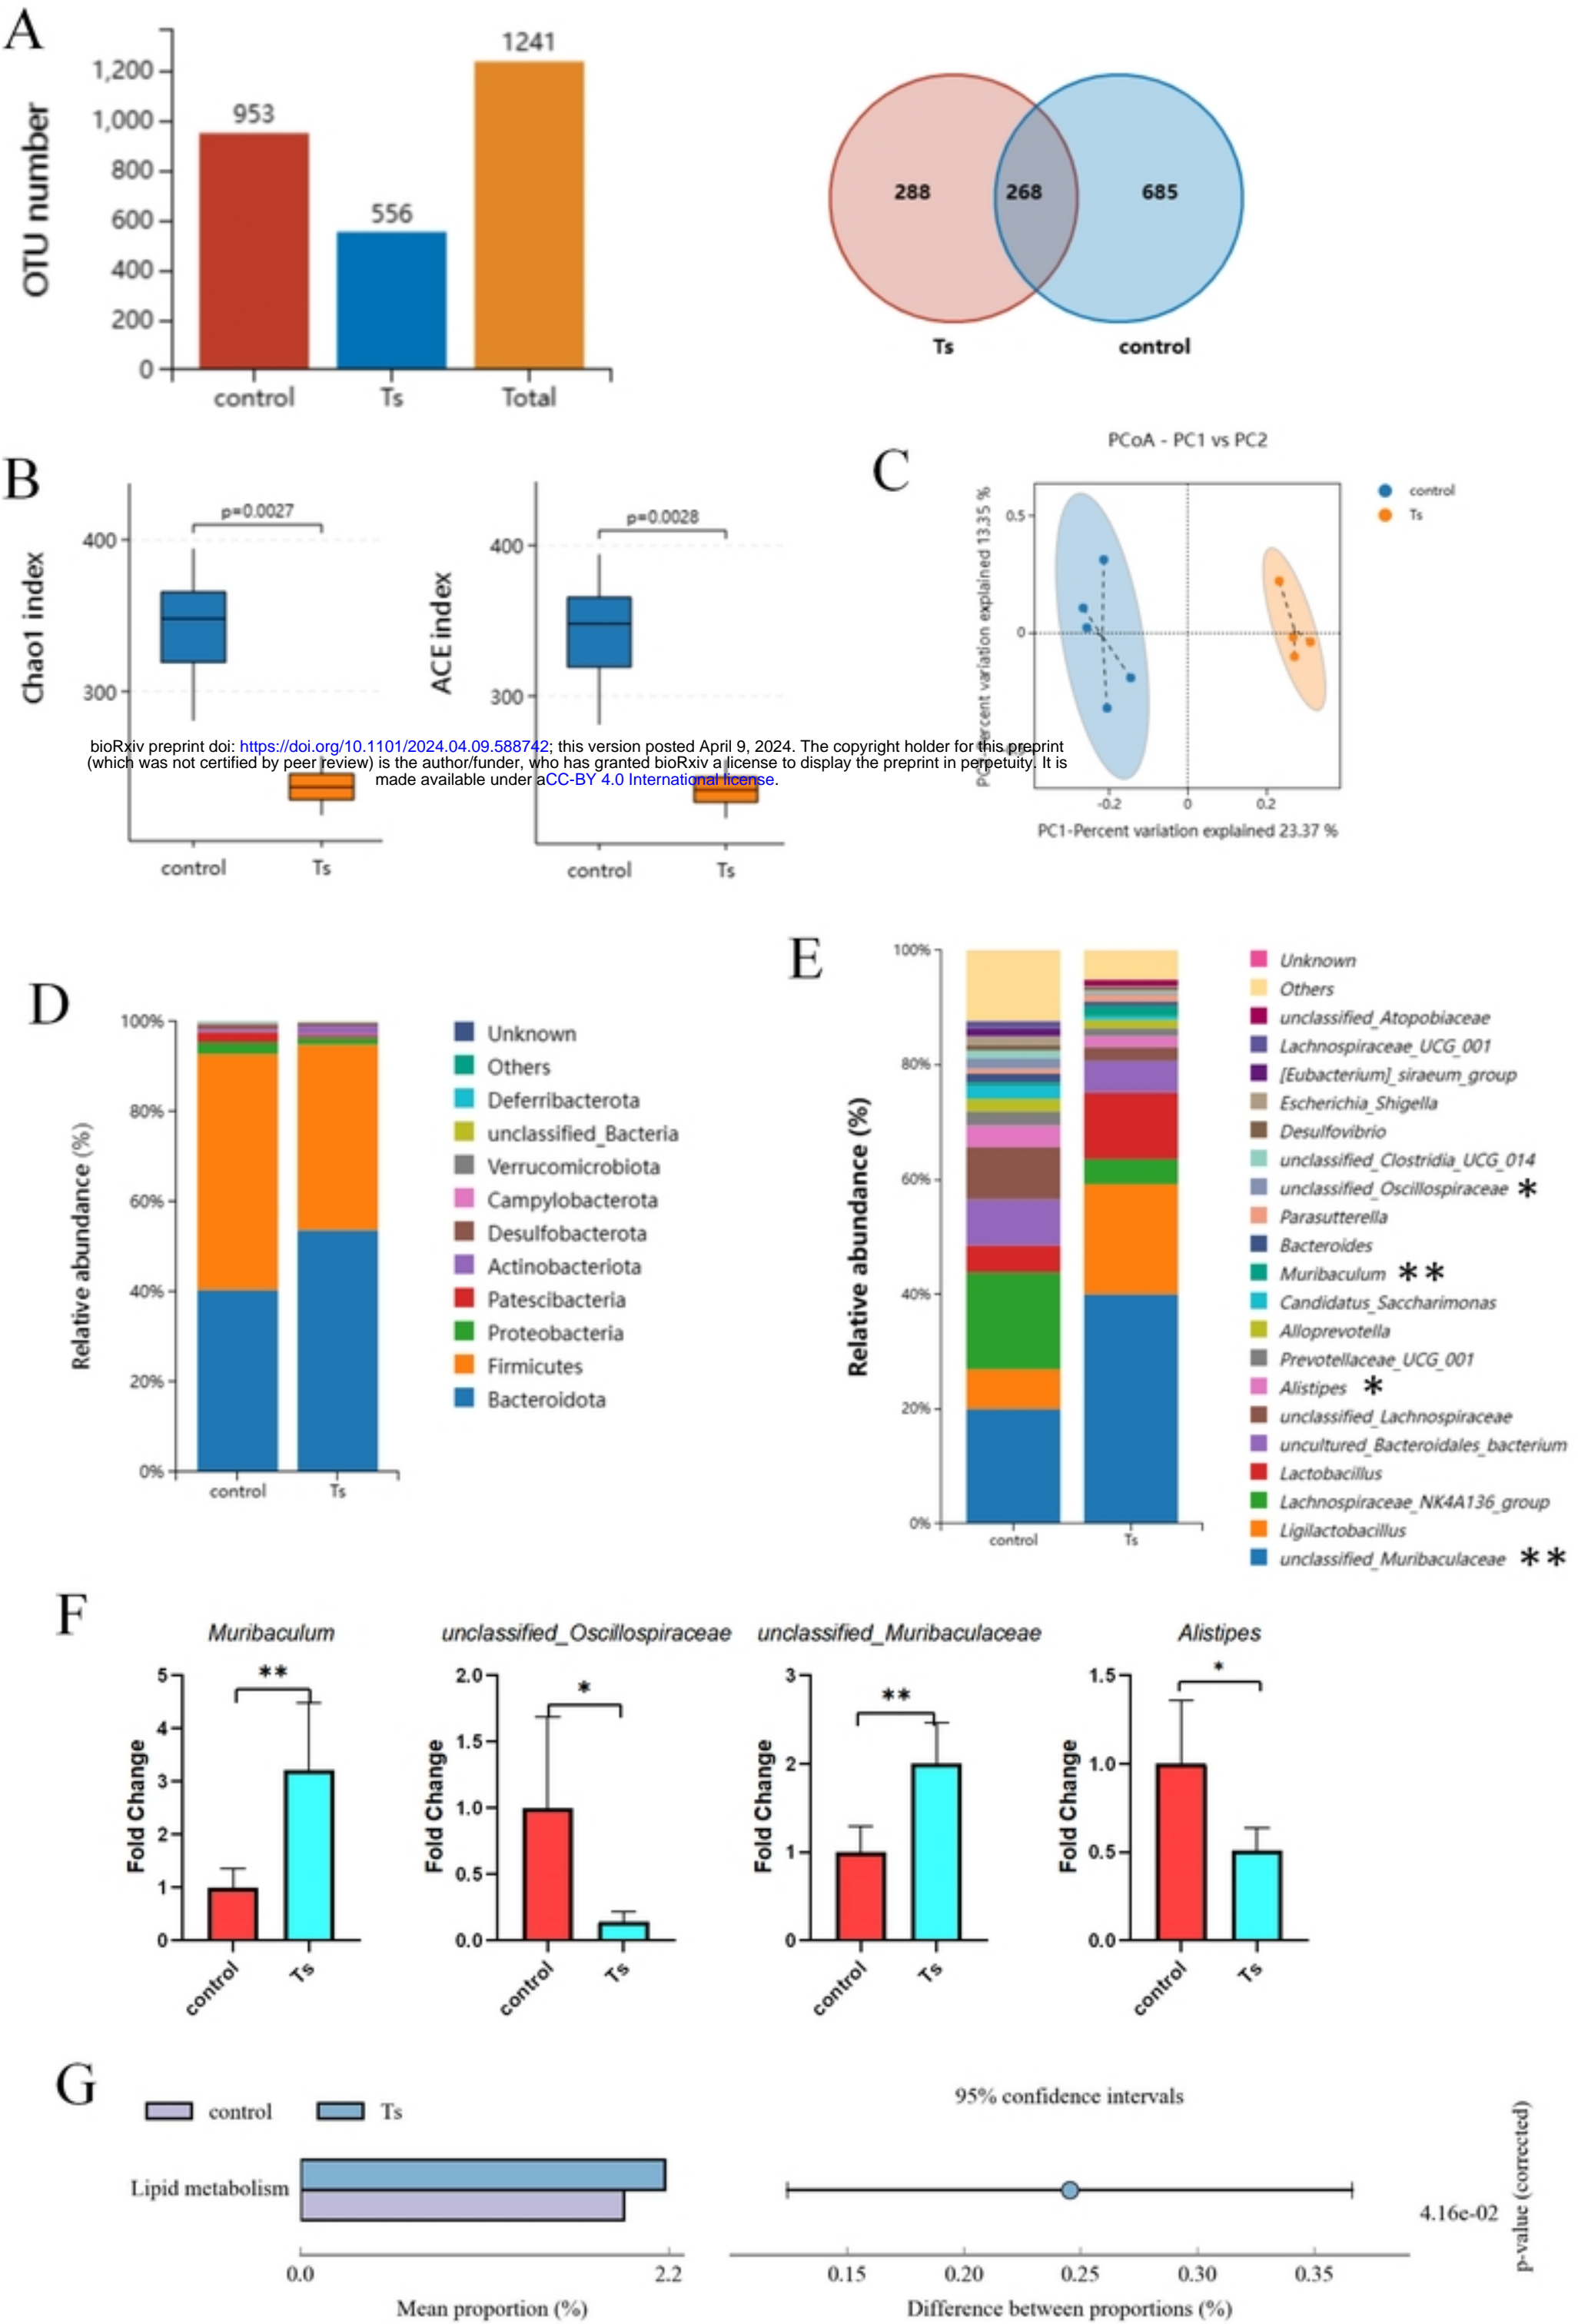 A
OTU number
1,200
1,000
800
600
400
200
0
953
556
1241
control
Ts
Total
288
268
685
Ts
control
B
Chao1 index
400
300
p=0.0027
control
Ts
ACE index
400
300
p=0.0028
control
Ts
C
PCoA - PC1 vs PC2
0.5
0
-0.2
0
0.2
PC1-Percent variation explained 23.37 %
percent variation explained 13.35 %
control
Ts
bioRxiv preprint doi: https://doi.org/10.1101/2024.04.09.588742; this version posted April 9, 2024. The copyright holder for this preprint
(which was not certified by peer review) is the author/funder, who has granted bioRxiv a license to display the preprint in perpetuity. It is
made available under aCC-BY 4.0 International license.
D
Relative abundance (%)
100%
80%
60%
40%
20%
0%
control
Ts
Unknown
Others
Deferribacterota
unclassified_Bacteria
Verrucomicrobiota
Campylobacterota
Desulfobacterota
Actinobacteriota
Patescibacteria
Proteobacteria
Firmicutes
Bacteroidota
E
Relative abundance (%)
100%
80%
60%
40%
20%
0%
control
Ts
Unknown
Others
unclassified_Atopobiaceae
Lachnospiraceae_UCG_001
[Eubacterium]_siraeum_group
Escherichia_Shigella
Desulfovibrio
unclassified_Clostridia_UCG_014
unclassified_Oscillospiraceae *
Parasutterella
Bacteroides
Muribaculum **
Candidatus_Saccharimonas
Alloprevotella
Prevotellaceae_UCG_001
Alistipes *
unclassified_Lachnospiraceae
uncultured_Bacteroidales_bacterium
Lactobacillus
Lachnospiraceae_NK4A136_group
Ligilactobacillus
unclassified_Muribaculaceae **
F
Muribaculum
**
Fold Change
5
4
3
2
1
0
control
Ts
unclassified_Oscillospiraceae
*
Fold Change
2.0
1.5
1.0
0.5
0.0
control
Ts
unclassified_Muribaculaceae
**
Fold Change
3
2
1
0
control
Ts
Alistipes
*
Fold Change
1.5
1.0
0.5
0.0
control
Ts
G
control
Ts
Lipid metabolism
0.0
2.2
Mean proportion (%)
95% confidence intervals
0.15
0.20
0.25
0.30
0.35
Difference between proportions (%)
4.16e-02
p-value (corrected)